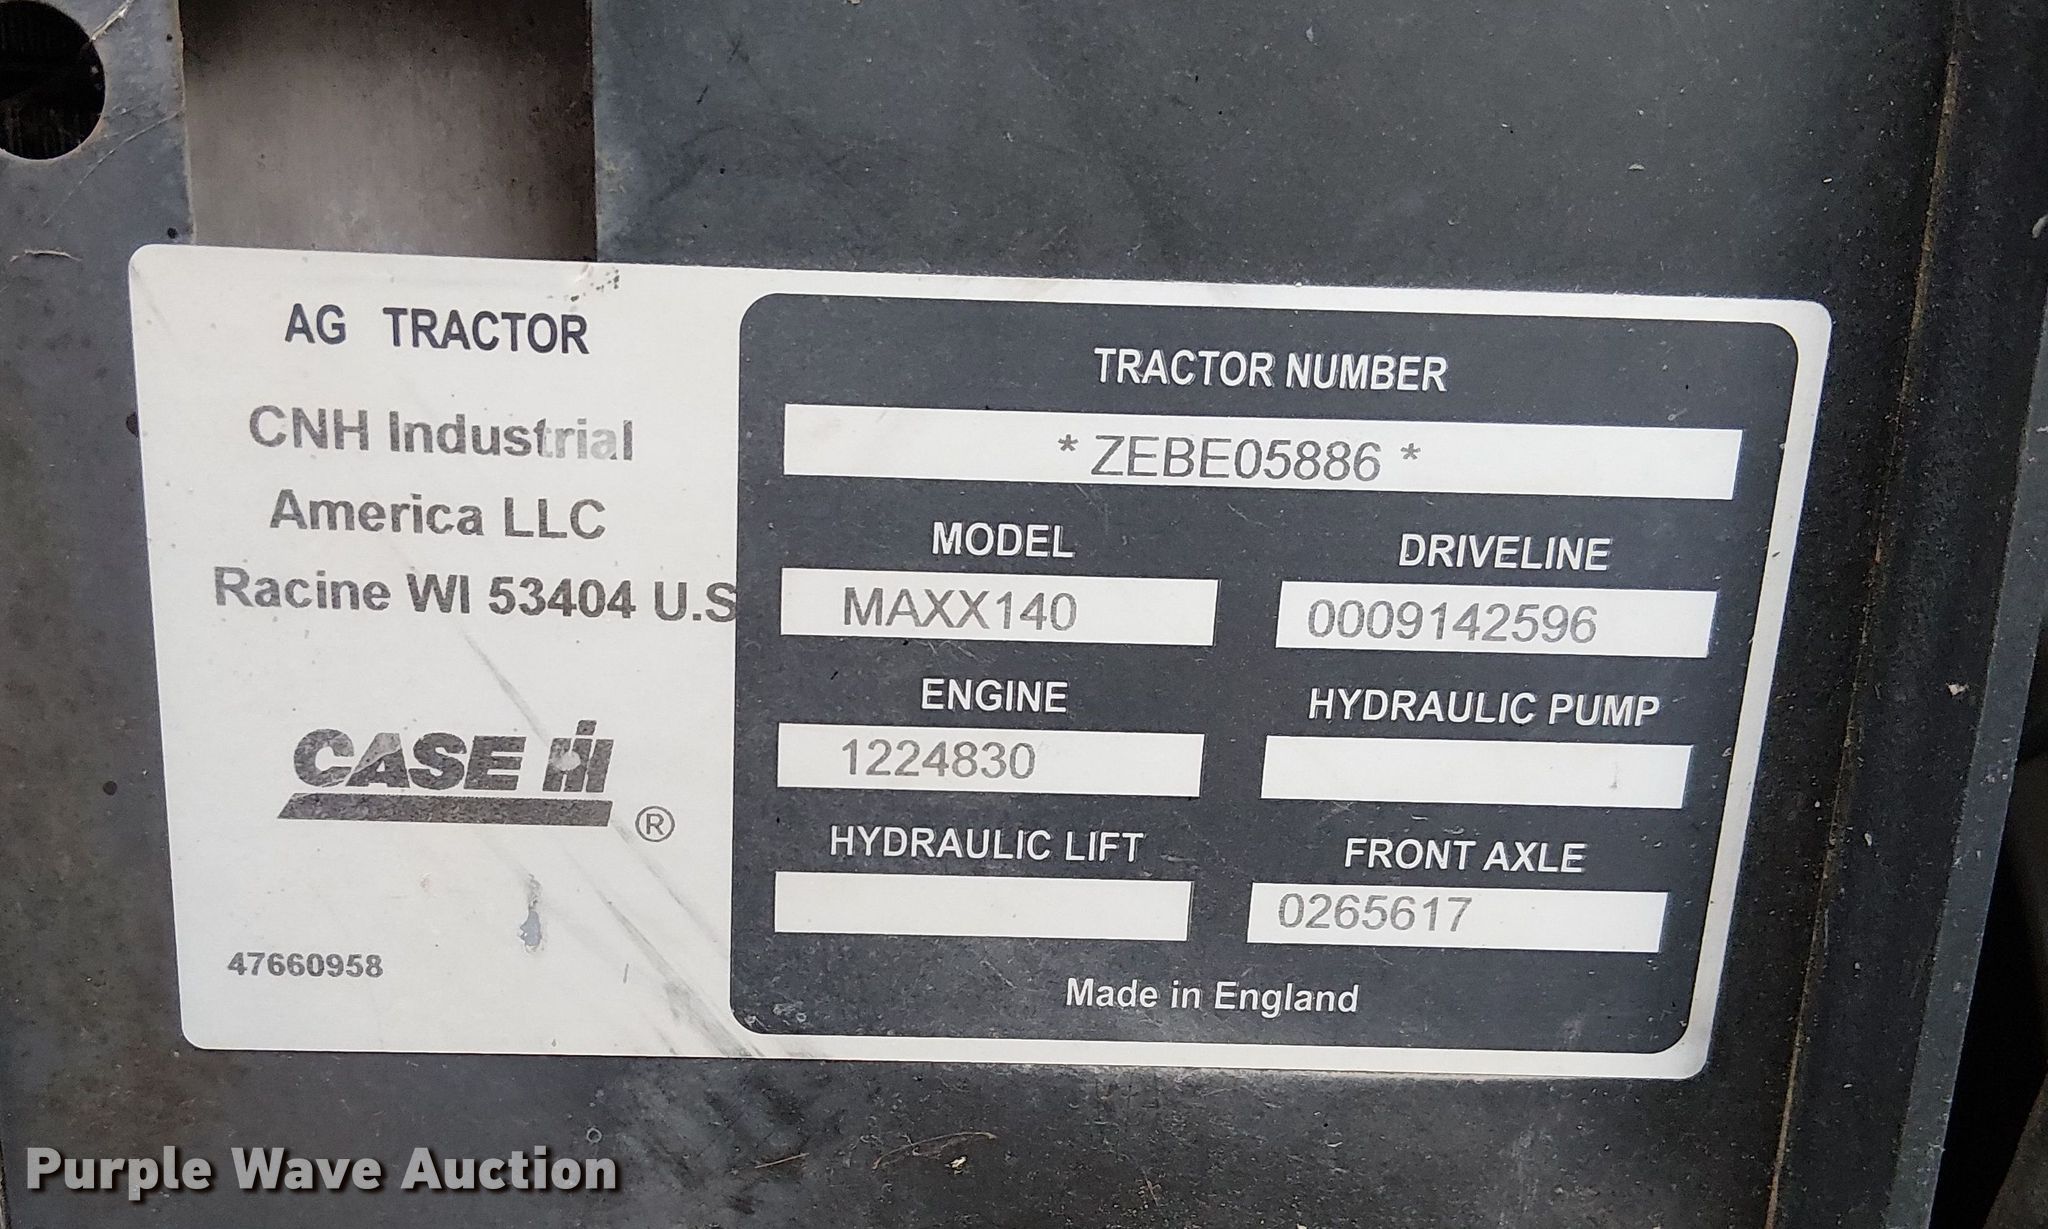 AG TRACTOR
CNH Industrial
America LLC
Racine WI 53404 U.S
CASE IH
®
47660958
TRACTOR NUMBER
* ZEBE05886 *
MODEL
MAXX140
DRIVELINE
0009142596
ENGINE
1224830
HYDRAULIC PUMP
HYDRAULIC LIFT
FRONT AXLE
0265617
Made in England
Purple Wave Auction